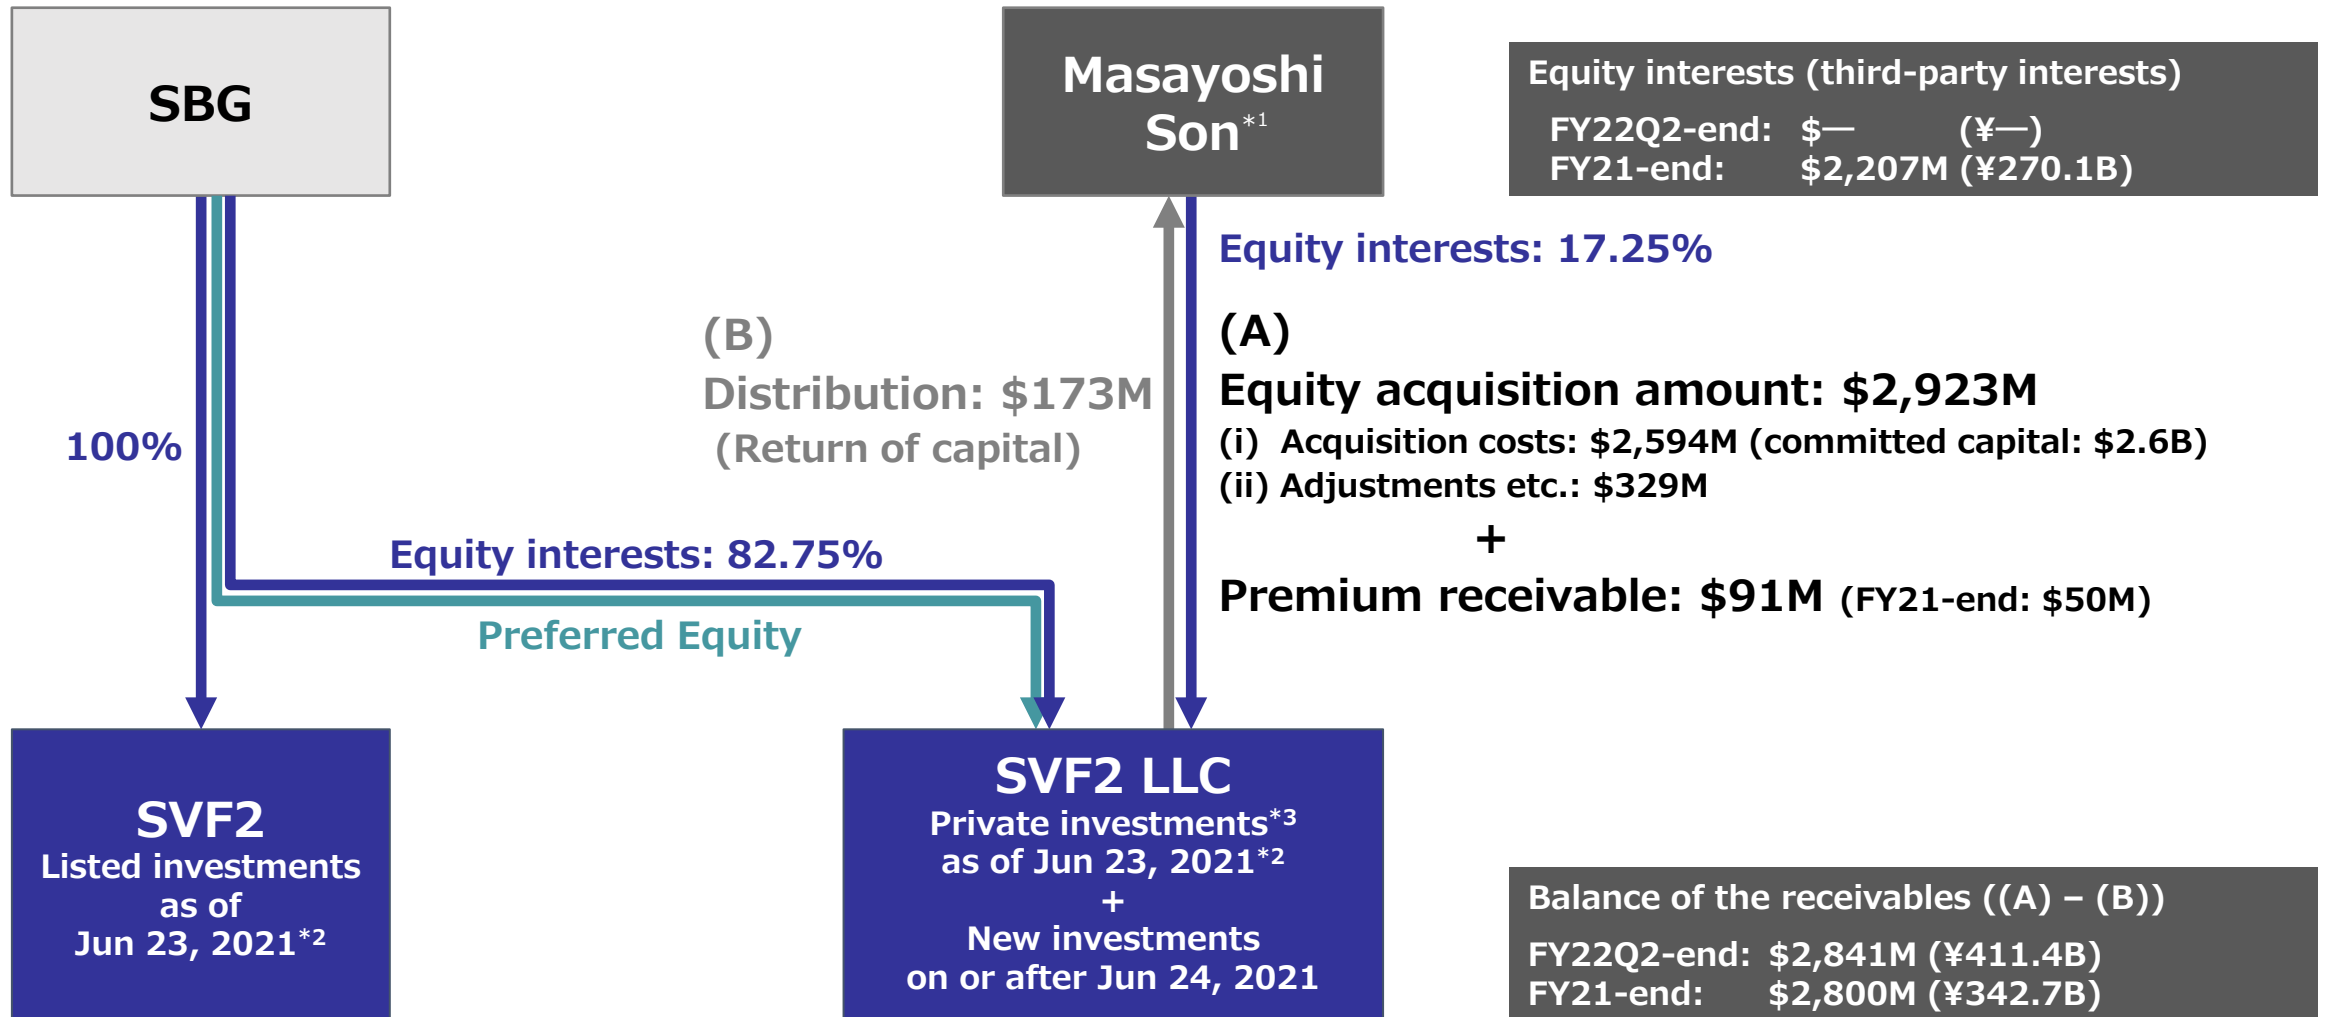 SBG
Masayoshi
Son*1
Equity interests (third-party interests)
FY22Q2-end: $— (¥—)
FY21-end: $2,207M (¥270.1B)
Equity interests: 17.25%
(A)
Equity acquisition amount: $2,923M
(i) Acquisition costs: $2,594M (committed capital: $2.6B)
(ii) Adjustments etc.: $329M
+
Premium receivable: $91M (FY21-end: $50M)
(B)
Distribution: $173M
(Return of capital)
100%
Equity interests: 82.75%
Preferred Equity
SVF2
Listed investments
as of
Jun 23, 2021*2
SVF2 LLC
Private investments*3
as of Jun 23, 2021*2
+
New investments
on or after Jun 24, 2021
Balance of the receivables ((A) – (B))
FY22Q2-end: $2,841M (¥411.4B)
FY21-end: $2,800M (¥342.7B)